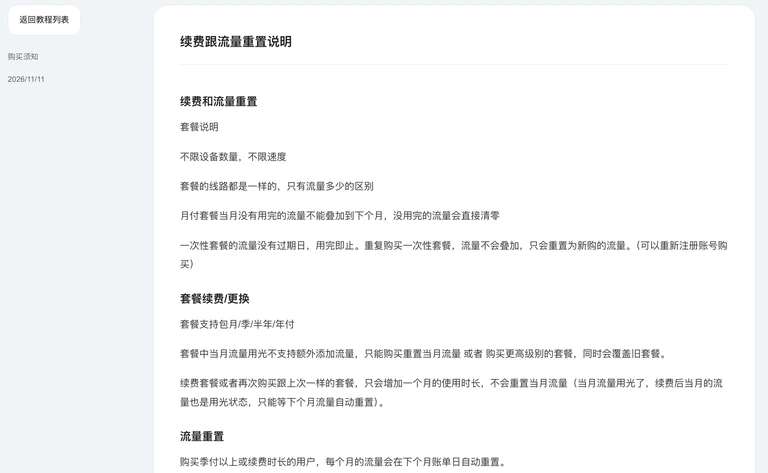 返回教程列表
购买须知
2026/11/11
续费跟流量重置说明
续费和流量重置
套餐说明
不限设备数量，不限速度
套餐的线路都是一样的，只有流量多少的区别
月付套餐当月没有用完的流量不能叠加到下个月，没用完的流量会直接清零
一次性套餐的流量没有过期日，用完即止。重复购买一次性套餐，流量不会叠加，只会重置为新购的流量。（可以重新注册账号购
买）
套餐续费/更换
套餐支持包月/季/半年/年付
套餐中当月流量用光不支持额外添加流量，只能购买重置当月流量 或者 购买更高级别的套餐，同时会覆盖旧套餐。
续费套餐或者再次购买跟上次一样的套餐，只会增加一个月的使用时长，不会重置当月流量（当月流量用光了，续费后当月的流
量也是用光状态，只能等下个月流量自动重置）。
流量重置
购买季付以上或续费时长的用户，每个月的流量会在下个月账单日自动重置。